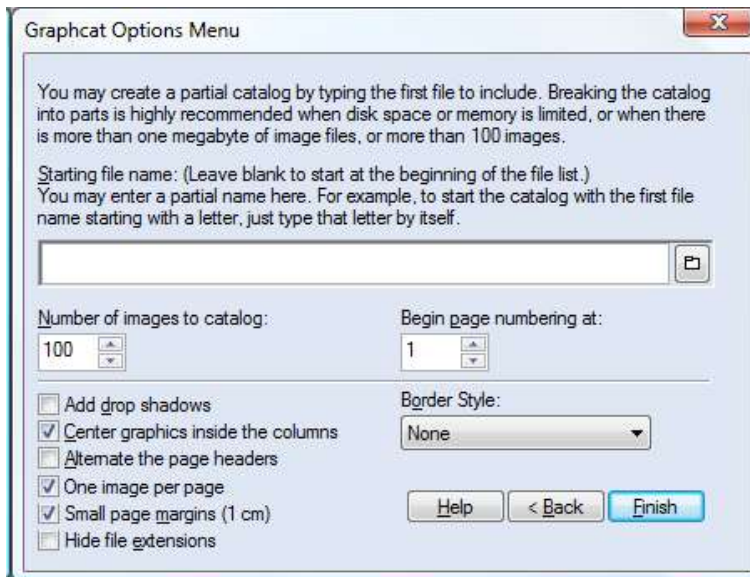 Graphcat Options Menu
You may create a partial catalog by typing the first file to include. Breaking the catalog
into parts is highly recommended when disk space or memory is limited, or when there
is more than one megabyte of image files, or more than 100 images.
Starting file name: (Leave blank to start at the beginning of the file list.)
You may enter a partial name here. For example, to start the catalog with the first file
name starting with a letter, just type that letter by itself.
Number of images to catalog:
Begin page numbering at:
100
1
Add drop shadows
Center graphics inside the columns
Alternate the page headers
One image per page
Small page margins (1 cm)
Hide file extensions
Border Style:
None
Help
< Back
Finish